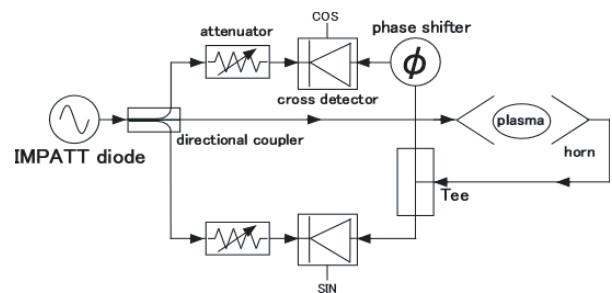 COS
attenuator
phase shifter
ϕ
cross detector
plasma
directional coupler
IMPATT diode
horn
Tee
SIN